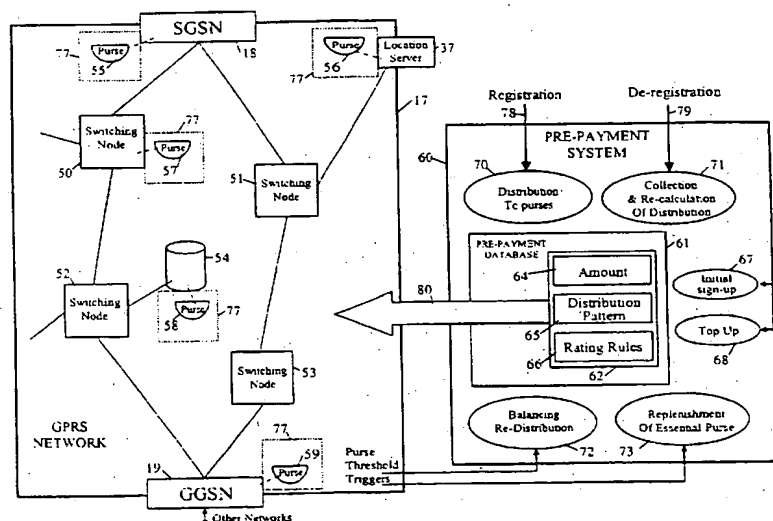 SGSN
18
77
Purse
55
Purse
56
77
Location
Server
37
17
Switching
Node
50
77
Purse
57
51
Switching
Node
54
52
Switching
Node
Purse
58
77
Switching
Node
53
GPRS
NETWORK
77
59
Purse
19
GGSN
Other Networks
Purse
Threshold
Triggers
Registration
78
De-registration
79
60
PRE-PAYMENT
SYSTEM
70
Distribution
To purses
71
Collection
& Re-calculation
Of Distribution
61
PRE-PAYMENT
DATABASE
64
Amount
65
Distribution
Pattern
66
Rating Rules
62
80
67
Initial
sign-up
Top Up
68
Balancing
Re-Distribution
72
Replenishment
Of Essential Purse
73